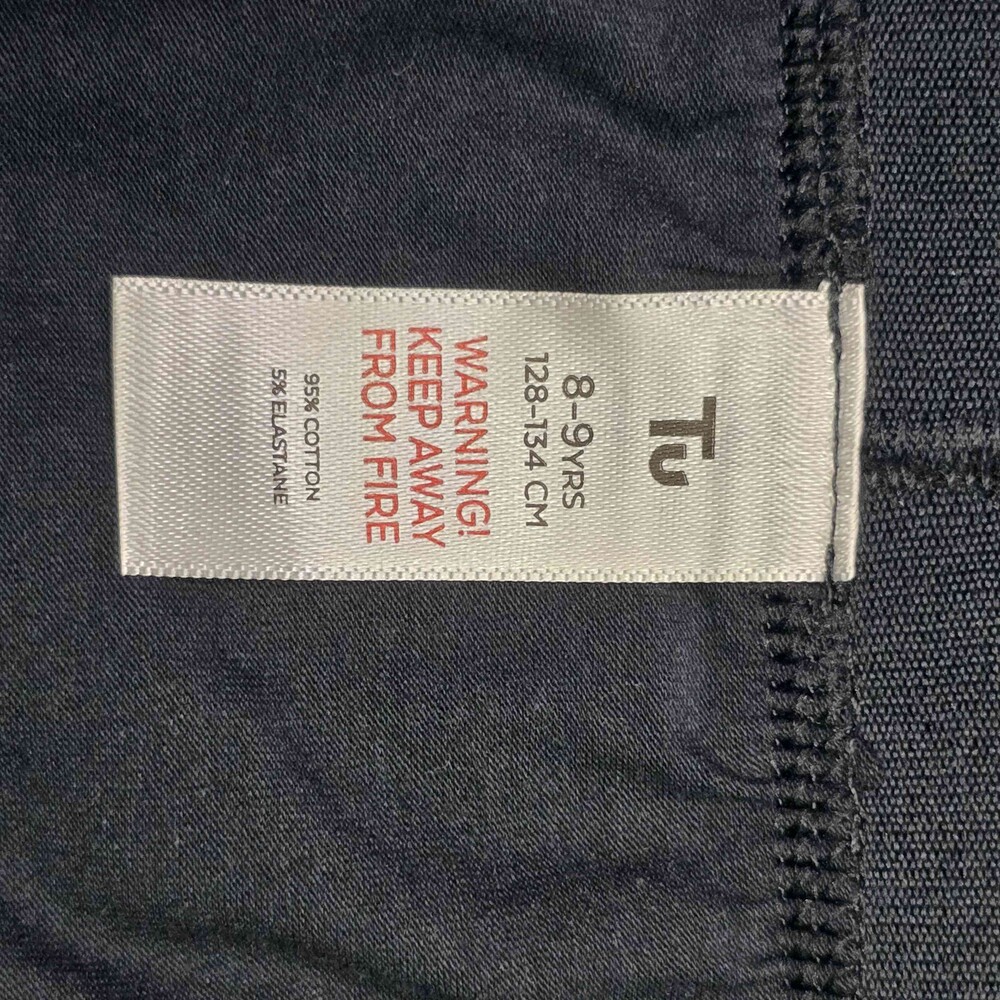 Tu
8-9YRS
128-134 CM
WARNING!
KEEP AWAY
FROM FIRE
95% COTTON
5% ELASTANE